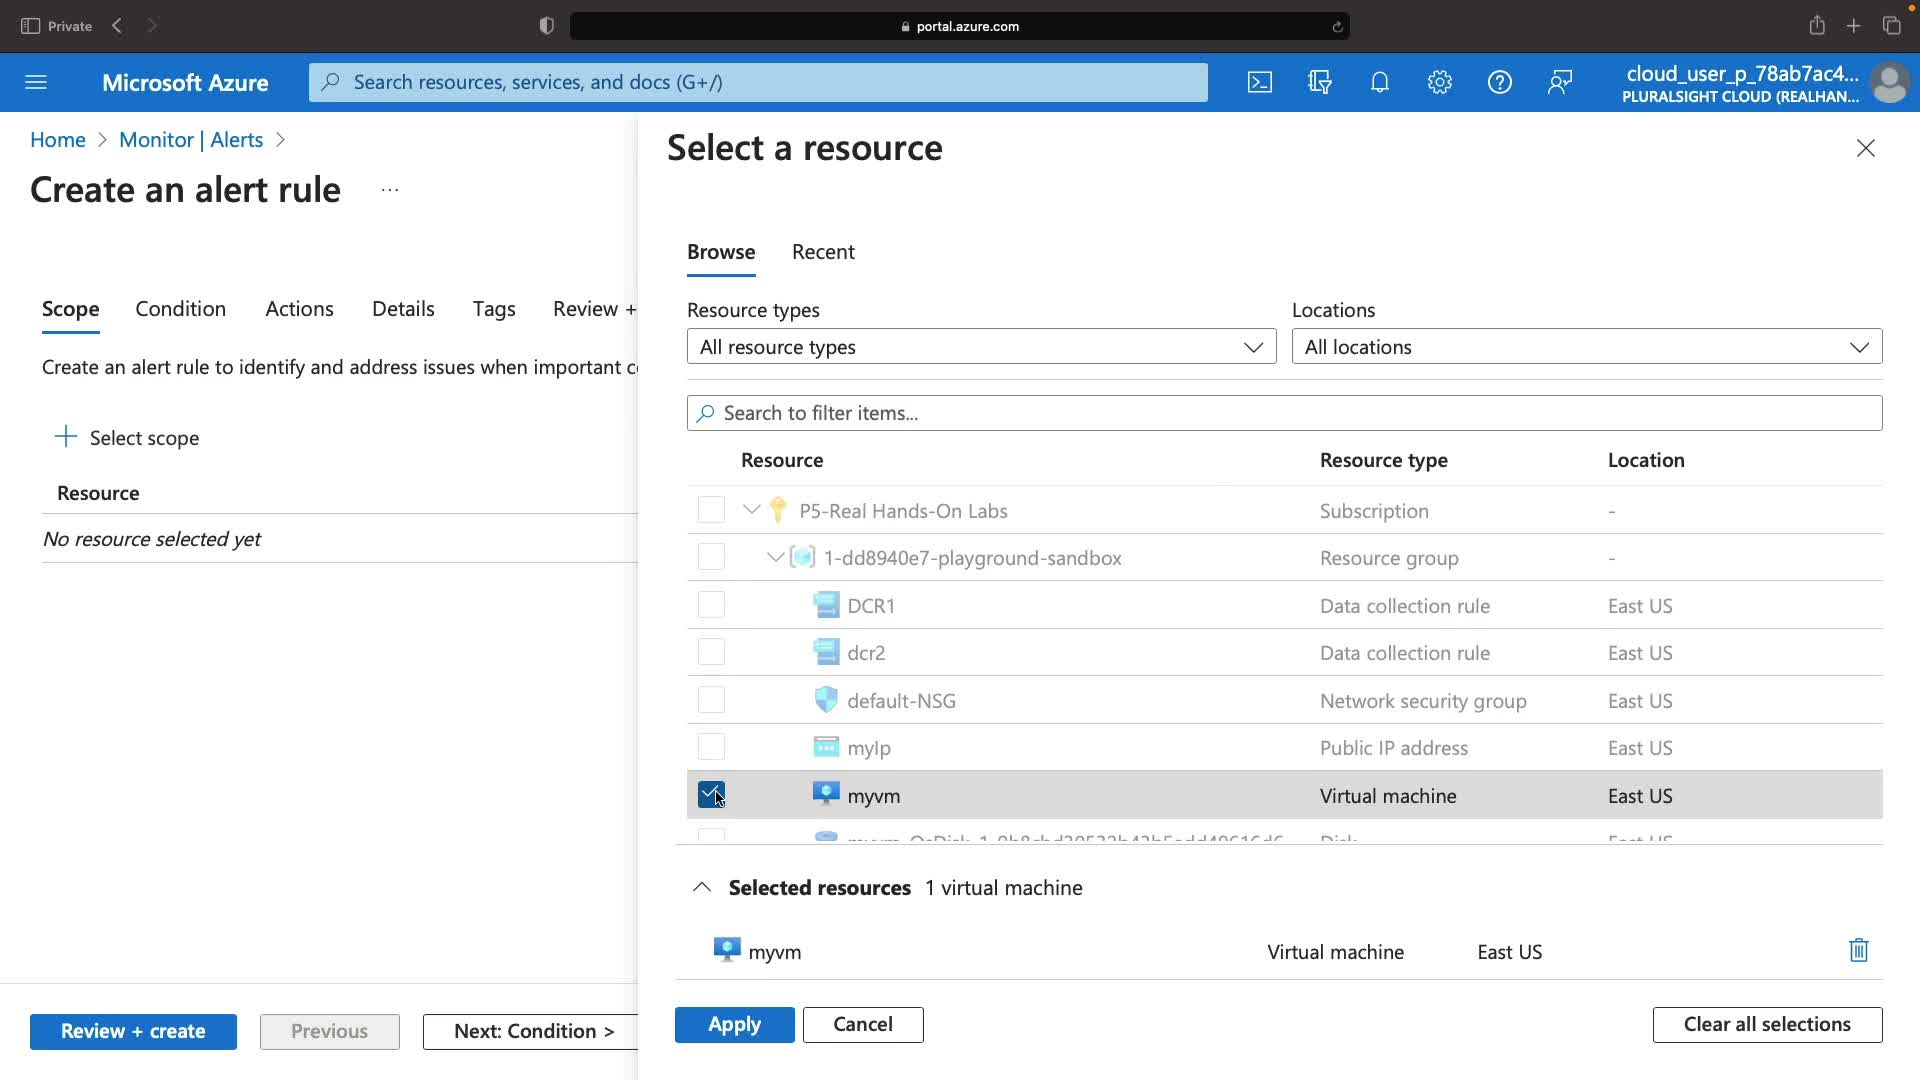 Private
portal.azure.com
Microsoft Azure
Search resources, services, and docs (G+/)
cloud_user_p_78ab7ac4...
PLURALSIGHT CLOUD (REALHAN...
Home > Monitor | Alerts >
Create an alert rule ...
Scope Condition Actions Details Tags Review +
Create an alert rule to identify and address issues when important c
Select scope
Resource
No resource selected yet
Review + create Previous Next: Condition >
Select a resource
Browse Recent
Resource types Locations
All resource types All locations
Search to filter items...
Resource Resource type Location
P5-Real Hands-On Labs Subscription -
1-dd8940e7-playground-sandbox Resource group -
DCR1 Data collection rule East US
dcr2 Data collection rule East US
default-NSG Network security group East US
myIp Public IP address East US
myvm Virtual machine East US
Disk East US
Selected resources 1 virtual machine
myvm Virtual machine East US
Apply Cancel Clear all selections